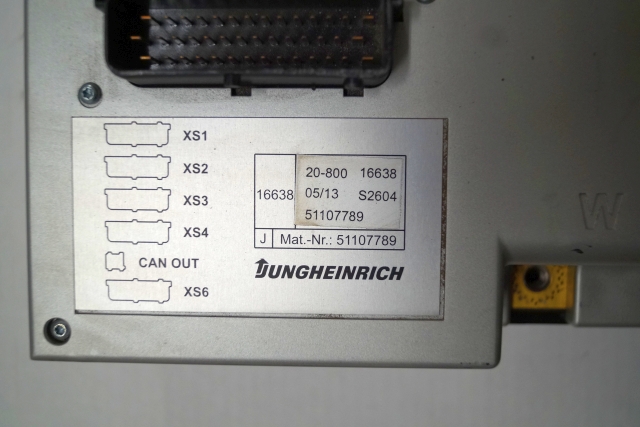 XS1
XS2
XS3
XS4
CAN OUT
XS6
16638
20-800 16638
05/13 S2604
51107789
J Mat.-Nr.: 51107789
JUNGHEINRICH
W